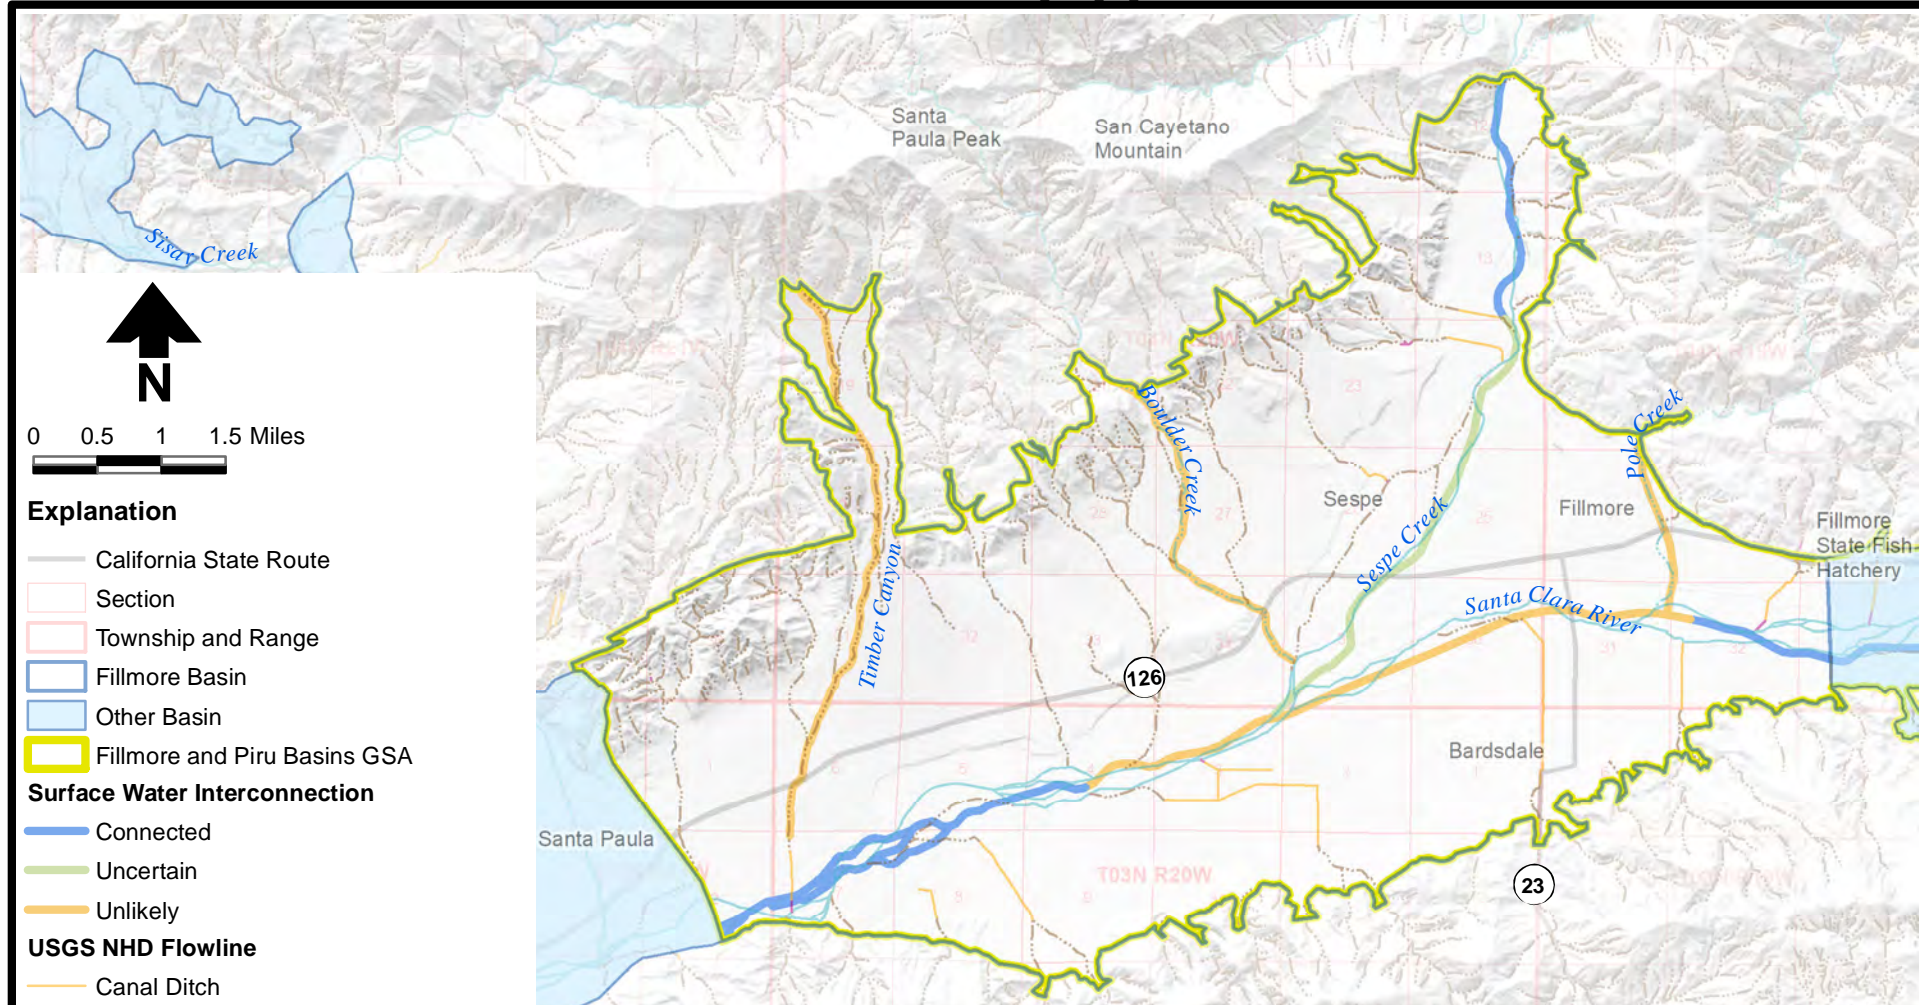 Santa
Paula Peak
San Cayetano
Mountain
Sisar Creek
N
0 0.5 1 1.5 Miles
Explanation
California State Route
Section
Township and Range
Fillmore Basin
Other Basin
Fillmore and Piru Basins GSA
Surface Water Interconnection
Connected
Uncertain
Unlikely
USGS NHD Flowline
Canal Ditch
Boulder Creek
Pole Creek
Sespe
Fillmore
Fillmore
State Fish
Hatchery
Sespe Creek
Santa Clara River
Timber Canyon
126
Bardsdale
Santa Paula
T03N R20W
23